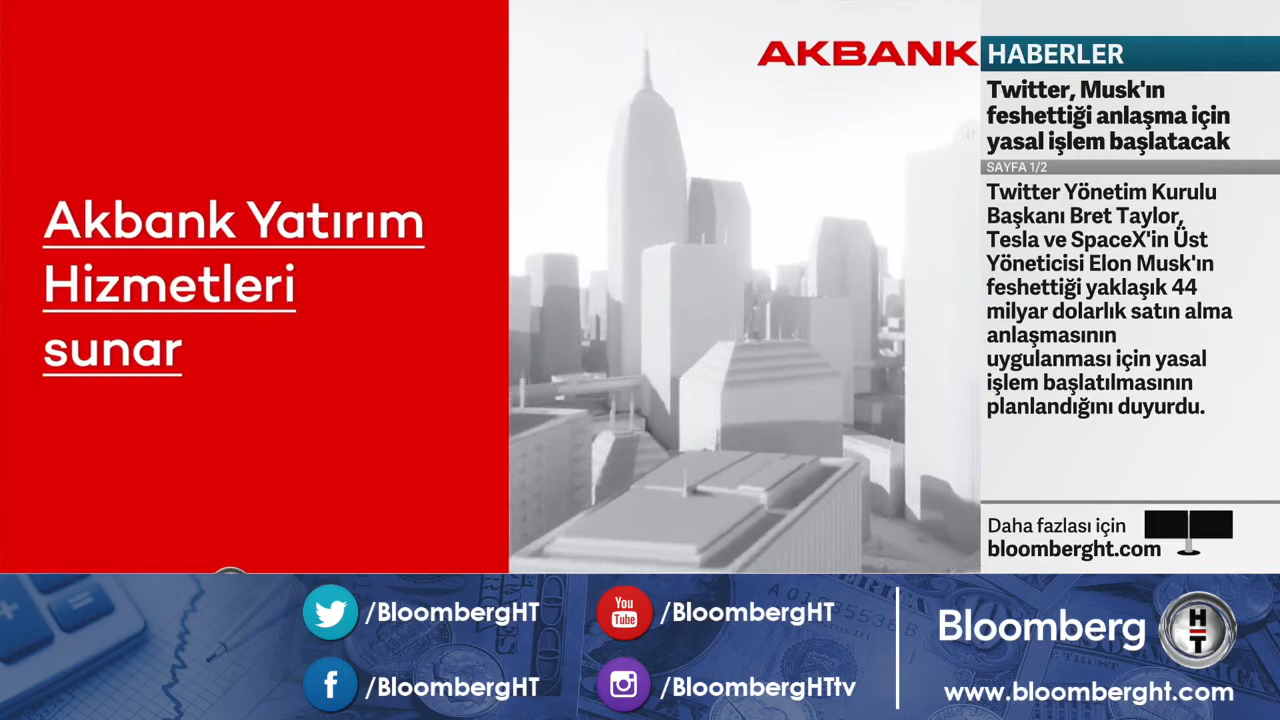 Akbank Yatırım
Hizmetleri
sunar
AKBANK
HABERLER
Twitter, Musk'ın
feshettiği anlaşma için
yasal işlem başlatacak
SAYFA 1/2
Twitter Yönetim Kurulu
Başkanı Bret Taylor,
Tesla ve SpaceX'in Üst
Yöneticisi Elon Musk'ın
feshettiği yaklaşık 44
milyar dolarlık satın alma
anlaşmasının
uygulanması için yasal
işlem başlatılmasının
planlandığını duyurdu.
Daha fazlası için
bloomberght.com
/BloombergHT
You
Tube
/BloombergHT
f
/BloombergHT
/BloombergHTtv
Bloomberg
HT
www.bloomberght.com